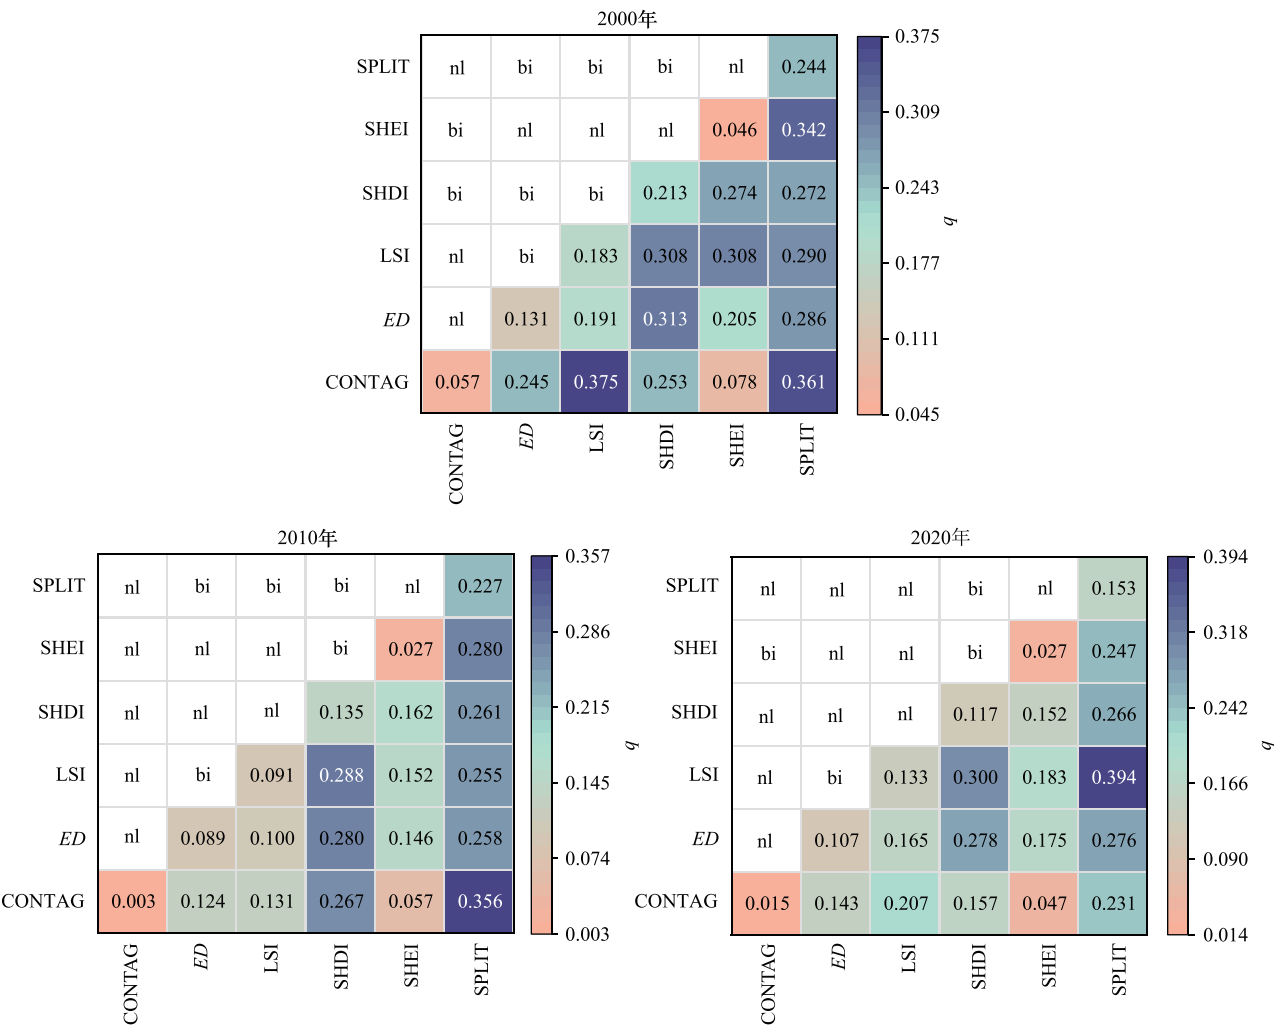 2000年
SPLIT nl bi bi bi nl 0.244
SHEI bi nl nl nl 0.046 0.342
SHDI bi bi bi 0.213 0.274 0.272
LSI nl bi 0.183 0.308 0.308 0.290
ED nl 0.131 0.191 0.313 0.205 0.286
CONTAG 0.057 0.245 0.375 0.253 0.078 0.361
CONTAG ED LSI SHDI SHEI SPLIT
0.375
0.309
0.243
0.177
0.111
0.045
q
2010年
SPLIT nl bi bi bi nl 0.227
SHEI nl nl nl bi 0.027 0.280
SHDI nl nl nl 0.135 0.162 0.261
LSI nl bi 0.091 0.288 0.152 0.255
ED nl 0.089 0.100 0.280 0.146 0.258
CONTAG 0.003 0.124 0.131 0.267 0.057 0.356
CONTAG ED LSI SHDI SHEI SPLIT
0.357
0.286
0.215
0.145
0.074
0.003
q
2020年
SPLIT nl nl nl bi nl 0.153
SHEI bi nl nl bi 0.027 0.247
SHDI nl nl nl 0.117 0.152 0.266
LSI nl bi 0.133 0.300 0.183 0.394
ED nl 0.107 0.165 0.278 0.175 0.276
CONTAG 0.015 0.143 0.207 0.157 0.047 0.231
CONTAG ED LSI SHDI SHEI SPLIT
0.394
0.318
0.242
0.166
0.090
0.014
q